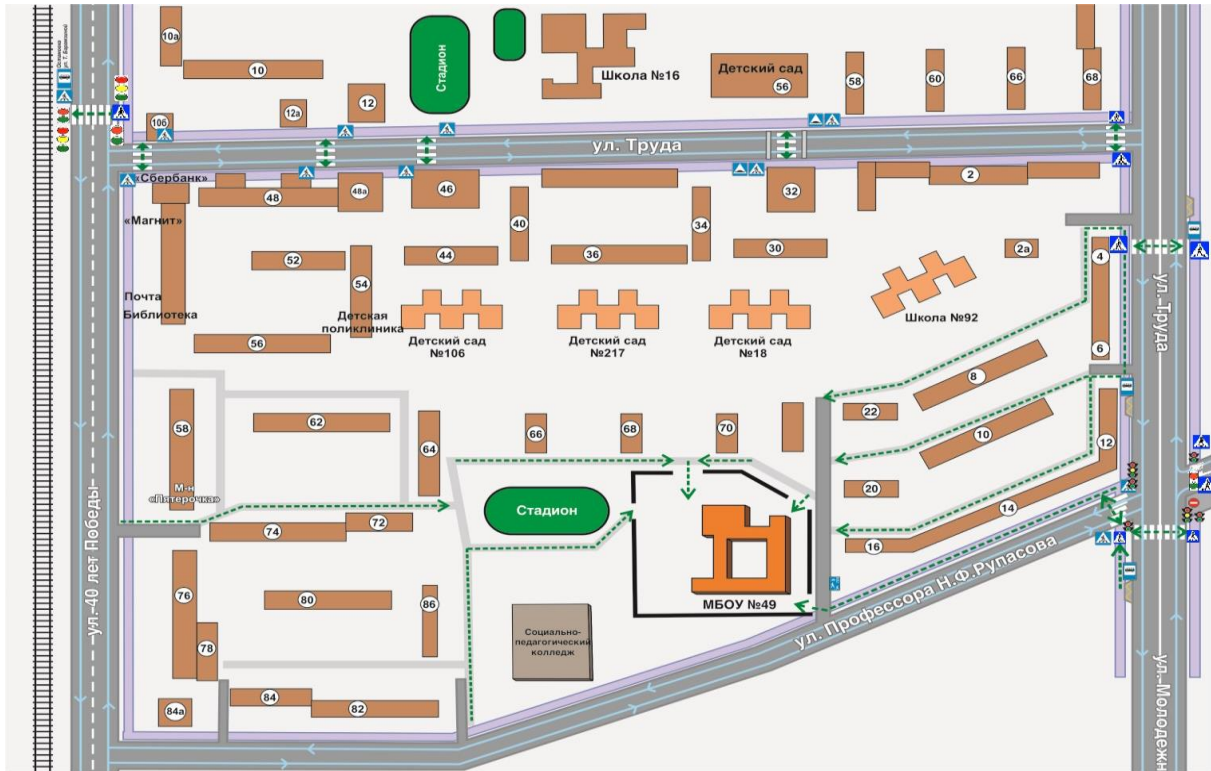 Остановка
ул. Т. Барамзиной
10а
10
12а
12
10б
Стадион
Школа №16
Детский сад
56
58
60
66
68
ул. Труда
«Сбербанк»
«Магнит»
48
48а
46
40
34
32
2
52
54
44
36
30
2а
4
6
Почта
Библиотека
Детская
поликлиника
Детский сад
№106
Детский сад
№217
Детский сад
№18
Школа №92
ул. Труда
56
8
22
10
12
58
62
64
66
68
70
М-н
«Пятерочка»
20
14
16
Стадион
74
72
МБОУ №49
76
78
80
86
Социально-
педагогический
колледж
84а
84
82
ул. 40 лет Победы
ул. Профессора Н.Ф.Рупасова
ул. Молодежн